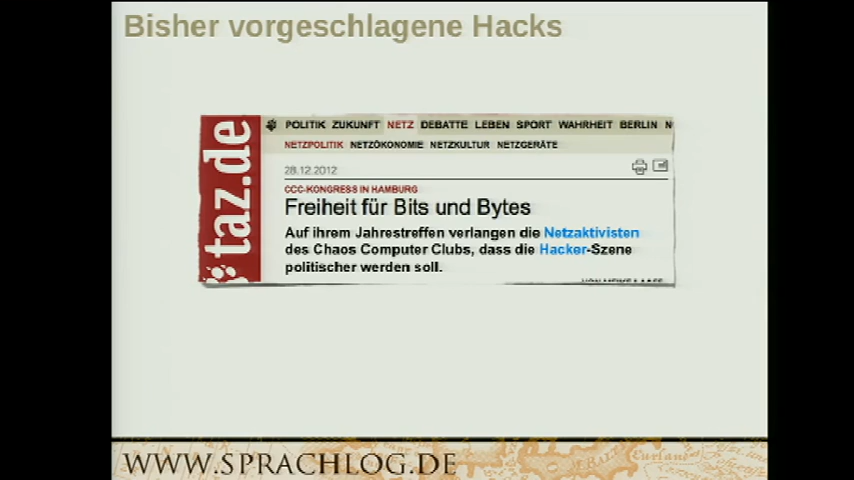 Bisher vorgeschlagene Hacks
taz.de
POLITIK ZUKUNFT NETZ DEBATTE LEBEN SPORT WAHRHEIT BERLIN N
NETZPOLITIK NETZÖKONOMIE NETZKULTUR NETZGERÄTE
28.12.2012
CCC-KONGRESS IN HAMBURG
Freiheit für Bits und Bytes
Auf ihrem Jahrestreffen verlangen die Netzaktivisten
des Chaos Computer Clubs, dass die Hacker-Szene
politischer werden soll.
WWW.SPRACHLOG.DE
Curland